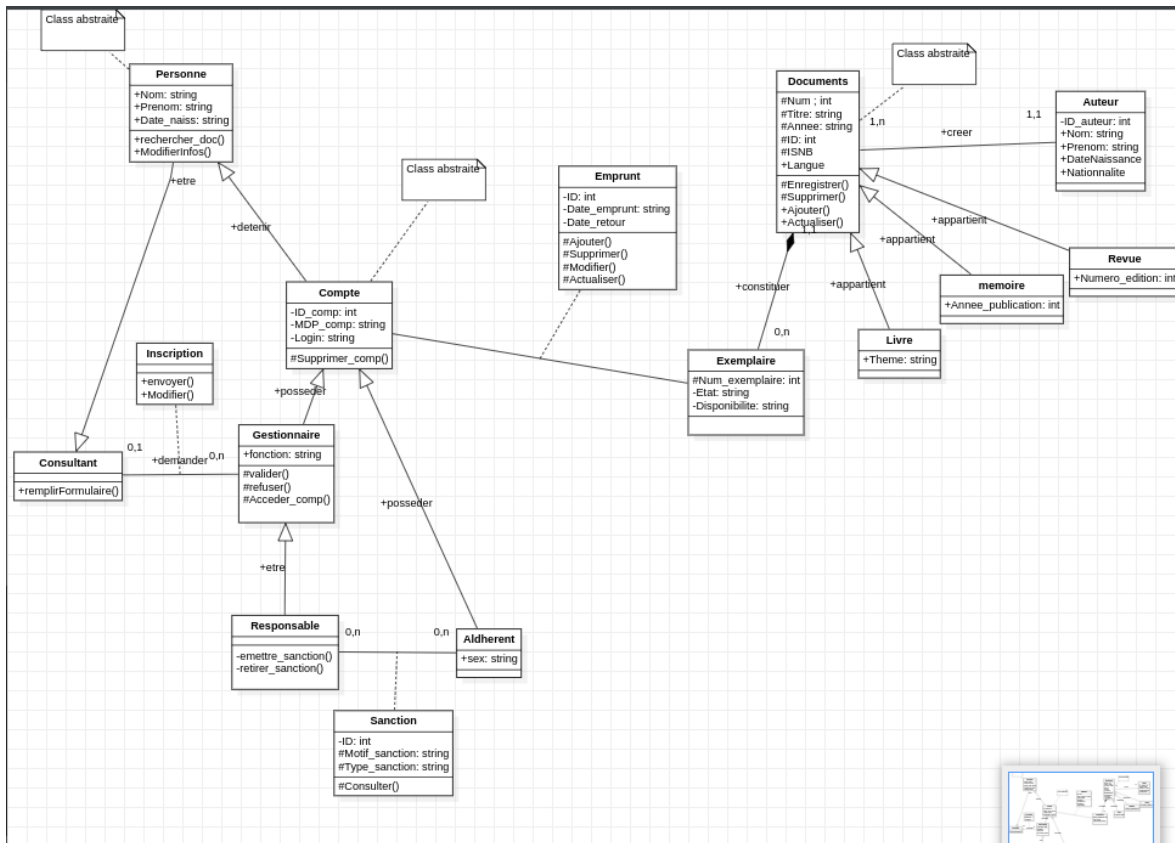 Class abstraite
Personne
+Nom: string
+Prenom: string
+Date_naiss: string
+rechercher_doc()
+ModifierInfos()
+etre
+detenir
Class abstraite
Compte
-ID_comp: int
-MDP_comp: string
-Login: string
#Supprimer_comp()
Inscription
+envoyer()
+Modifier()
+posseder
Gestionnaire
+fonction: string
#valider()
#refuser()
#Acceder_comp()
0,1
+demander
0,n
Consultant
+remplirFormulaire()
+posseder
+etre
Responsable
-emettre_sanction()
-retirer_sanction()
0,n
0,n
Aldherent
+sex: string
Sanction
-ID: int
#Motif_sanction: string
#Type_sanction: string
#Consulter()
Emprunt
-ID: int
-Date_emprunt: string
-Date_retour
#Ajouter()
#Supprimer()
#Modifier()
#Actualiser()
Class abstraite
Documents
#Num ; int
#Titre: string
#Annee: string
#ID: int
#ISNB
+Langue
#Enregistrer()
#Supprimer()
+Ajouter()
+Actualiser()
1,n
+creer
1,1
Auteur
-ID_auteur: int
+Nom: string
+Prenom: string
+DateNaissance
+Nationnalite
1,1
+appartient
+appartient
+appartient
+constituer
0,n
Revue
+Numero_edition: int
memoire
+Annee_publication: int
Livre
+Theme: string
Exemplaire
#Num_exemplaire: int
-Etat: string
-Disponibilite: string